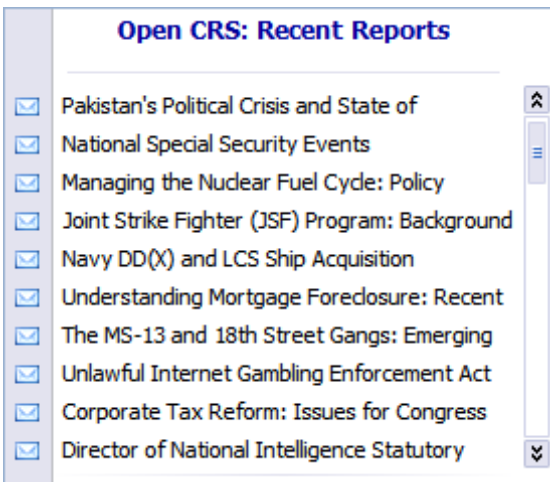 Open CRS: Recent Reports
Pakistan's Political Crisis and State of
National Special Security Events
Managing the Nuclear Fuel Cycle: Policy
Joint Strike Fighter (JSF) Program: Background
Navy DD(X) and LCS Ship Acquisition
Understanding Mortgage Foreclosure: Recent
The MS-13 and 18th Street Gangs: Emerging
Unlawful Internet Gambling Enforcement Act
Corporate Tax Reform: Issues for Congress
Director of National Intelligence Statutory